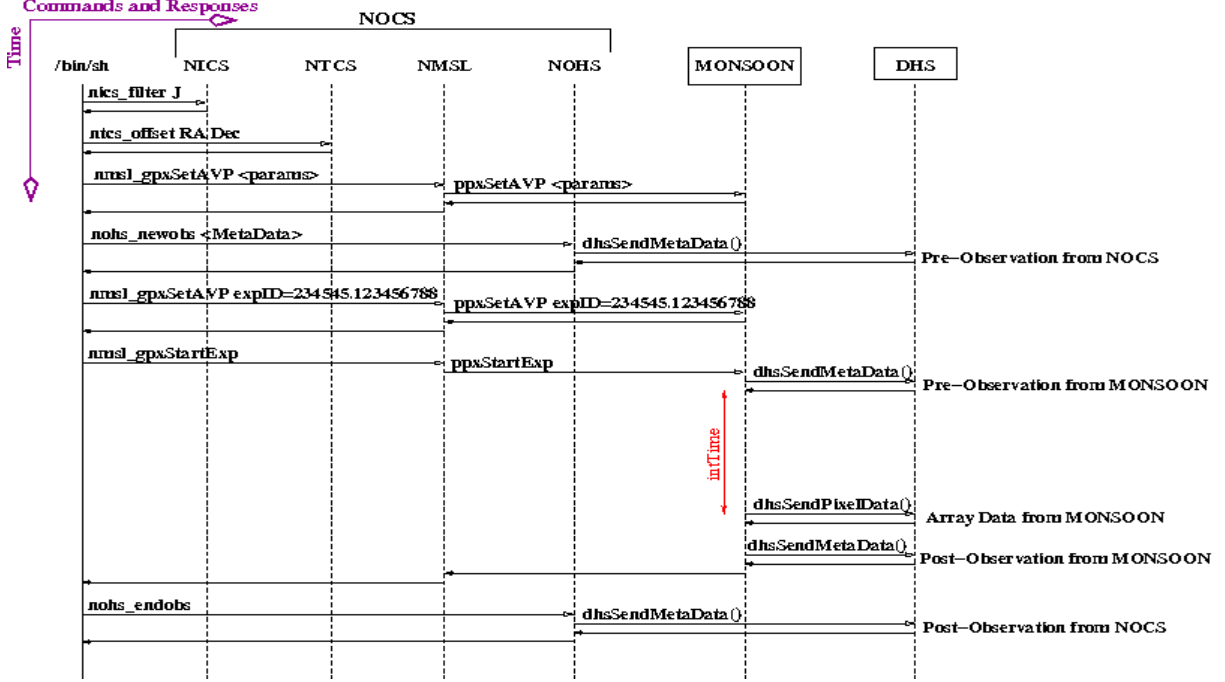 Commands and Responses
NOCS
Time
/bin/sh NICS NTCS NMSL NOHS MONSOON DHS
nics_filter J
ntcs_offset RA Dec
nmsl_gpxSetAVP <params>
ppxSetAVP <params>
nohs_newobs <MetaData>
dhsSendMetaData()
Pre-Observation from NOCS
nmsl_gpxSetAVP expID=234545.123456788
ppxSetAVP expID=234545.123456788
nmsl_gpxStartExp
ppxStartExp
dhsSendMetaData()
Pre-Observation from MONSOON
intTime
dhsSendPixelData()
Array Data from MONSOON
dhsSendMetaData()
Post-Observation from MONSOON
nohs_endobs
dhsSendMetaData()
Post-Observation from NOCS